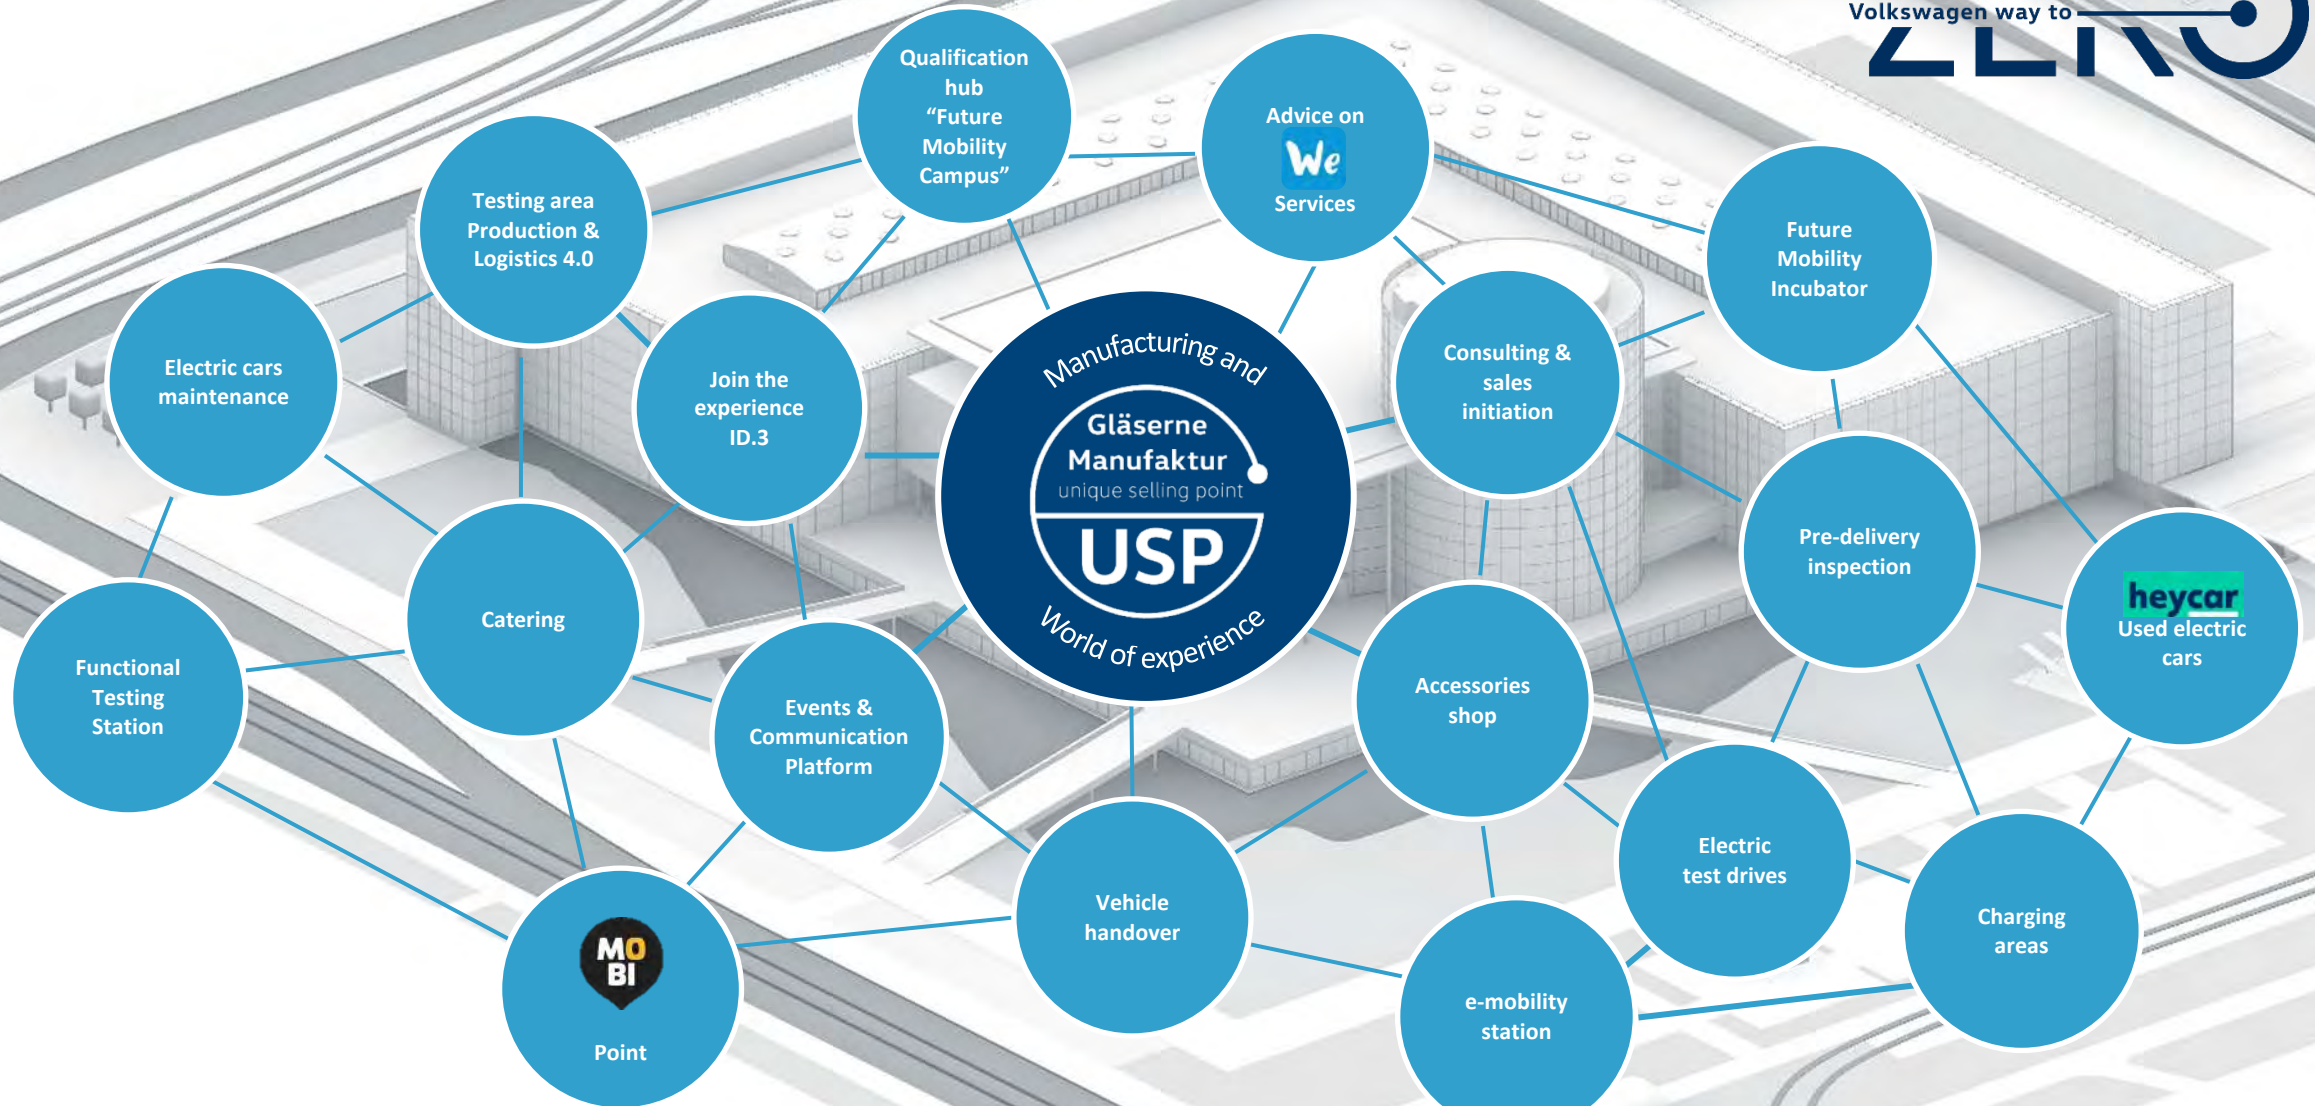 Volkswagen way to
ZERO
Qualification
hub
“Future
Mobility
Campus”
Advice on
We
Services
Testing area
Production &
Logistics 4.0
Future
Mobility
Incubator
Electric cars
maintenance
Join the
experience
ID.3
Manufacturing and
Gläserne
Manufaktur
unique selling point
USP
World of experience
Consulting &
sales
initiation
Pre-delivery
inspection
heycar
Used electric
cars
Catering
Functional
Testing
Station
Events &
Communication
Platform
Accessories
shop
Electric
test drives
Vehicle
handover
Charging
areas
MO
BI
Point
e-mobility
station